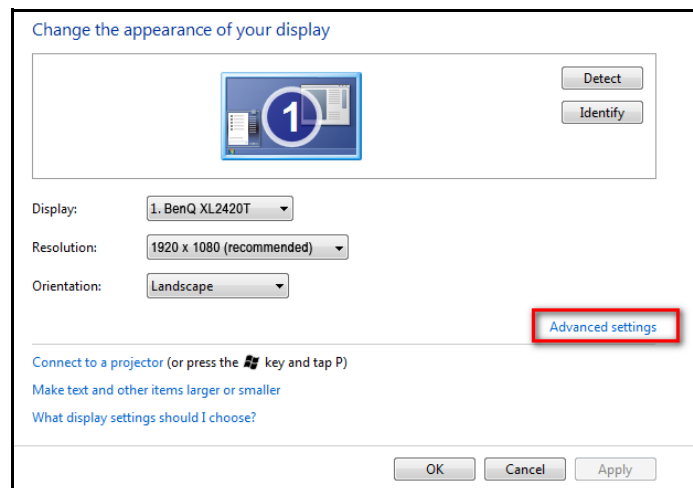 Change the appearance of your display
Detect
1
Identify
Display: 1. BenQ XL2420T
Resolution: 1920 x 1080 (recommended)
Orientation: Landscape
Advanced settings
Connect to a projector (or press the key and tap P)
Make text and other items larger or smaller
What display settings should I choose?
OK Cancel Apply